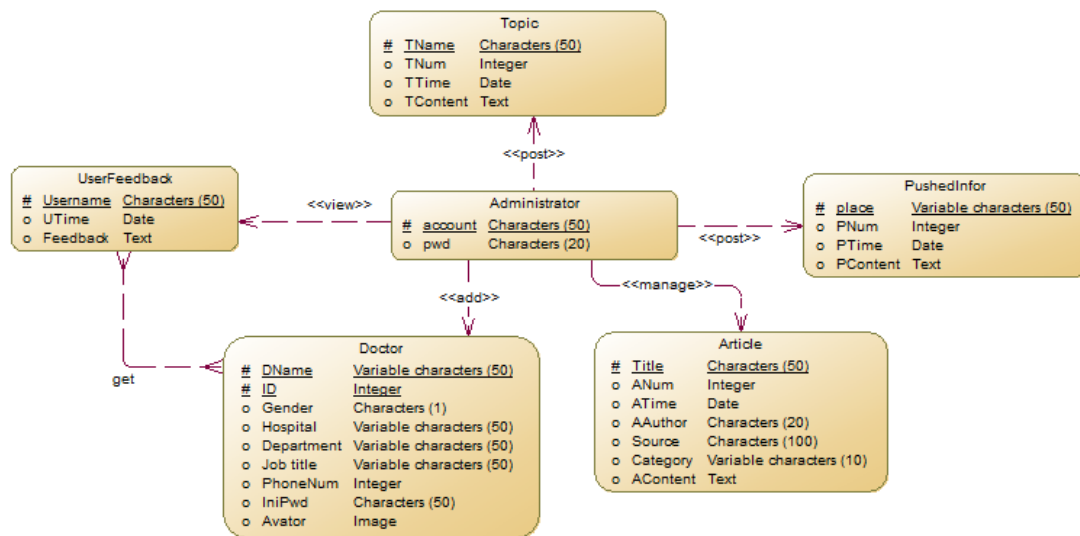 Topic
# TName Characters (50)
o TNum Integer
o TTime Date
o TContent Text
<<post>>
UserFeedback
# Username Characters (50)
o UTime Date
o Feedback Text
<<view>>
Administrator
# account Characters (50)
o pwd Characters (20)
<<post>>
PushedInfor
# place Variable characters (50)
o PNum Integer
o PTime Date
o PContent Text
<<add>>
<<manage>>
get
Doctor
# DName Variable characters (50)
# ID Integer
o Gender Characters (1)
o Hospital Variable characters (50)
o Department Variable characters (50)
o Job title Variable characters (50)
o PhoneNum Integer
o IniPwd Characters (50)
o Avator Image
Article
# Title Characters (50)
o ANum Integer
o ATime Date
o AAuthor Characters (20)
o Source Characters (100)
o Category Variable characters (10)
o AContent Text